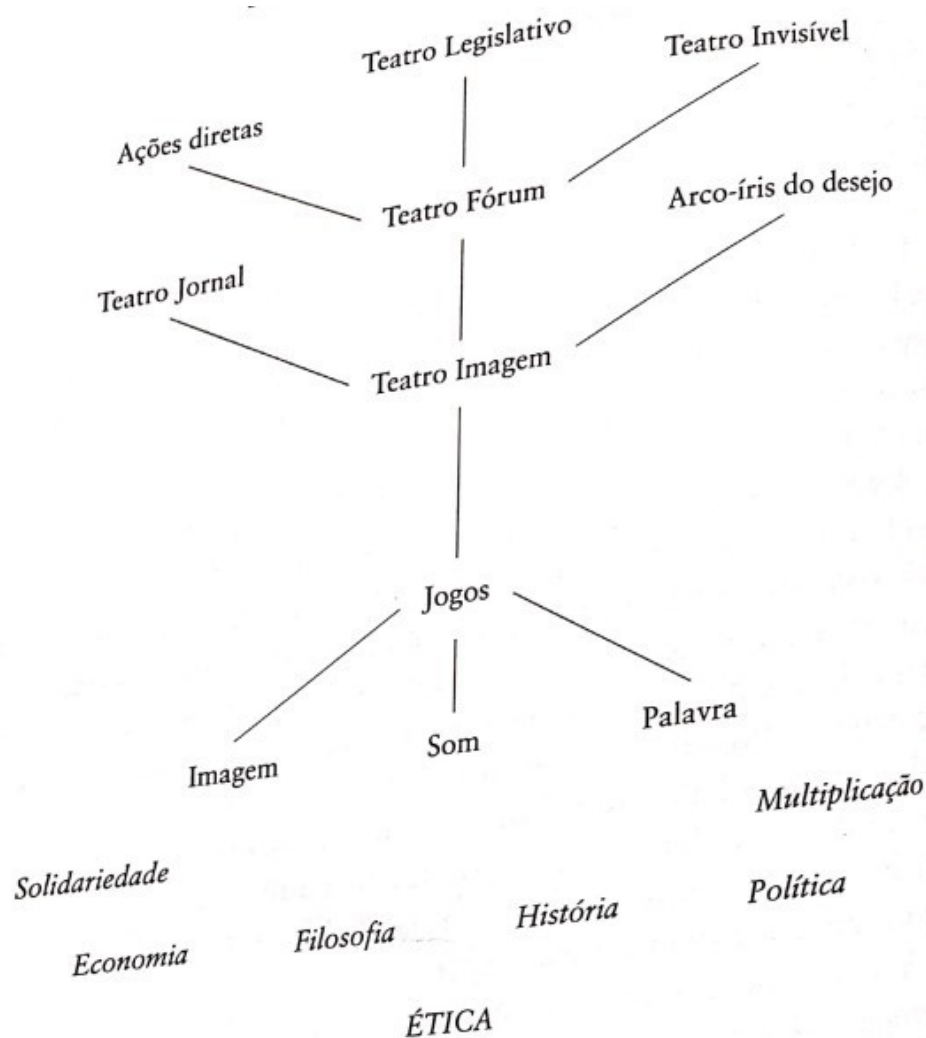 Teatro Legislativo
Teatro Invisível
Ações diretas
Teatro Fórum
Arco-íris do desejo
Teatro Jornal
Teatro Imagem
Jogos
Imagem
Som
Palavra
Multiplicação
Solidariedade
Economia
Filosofia
História
Política
ÉTICA